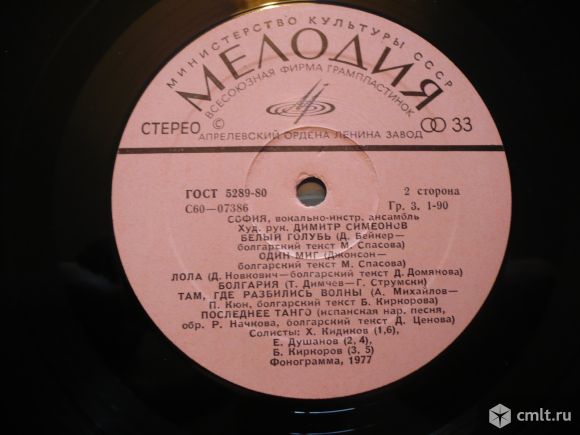 МИНИСТЕРСТВО КУЛЬТУРЫ СССР
МЕЛОДИЯ
ВСЕСОЮЗНАЯ ФИРМА ГРАМПЛАСТИНОК
СТЕРЕО ©
33
АПРЕЛЕВСКИЙ ОРДЕНА ЛЕНИНА ЗАВОД
ГОСТ 5289-80
2 сторона
С60—07386
Гр. 3. 1-90
СОФИЯ, вокально-инстр. ансамбль
Худ. рук. ДИМИТР СИМЕОНОВ
БЕЛЫЙ ГОЛУБЬ (Д. Бейкер—
болгарский текст М. Спасова)
ОДИН МИГ (Джонсон—
болгарский текст М. Спасова)
ЛОЛА (Д. Новкович—болгарский текст Д. Домянова)
БОЛГАРИЯ (Т. Димчев—Г. Струмски)
ТАМ, ГДЕ РАЗБИЛИСЬ ВОЛНЫ (А. Михайлов—
П. Кюн, болгарский текст Б. Киркорова)
ПОСЛЕДНЕЕ ТАНГО (испанская нар. песня,
обр. Р. Начкова, болгарский текст Д. Ценова)
Солисты: Х. Кидиков (1,6),
Е. Душанов (2,4),
Б. Киркоров (3, 5)
Фонограмма, 1977
cmlt.ru